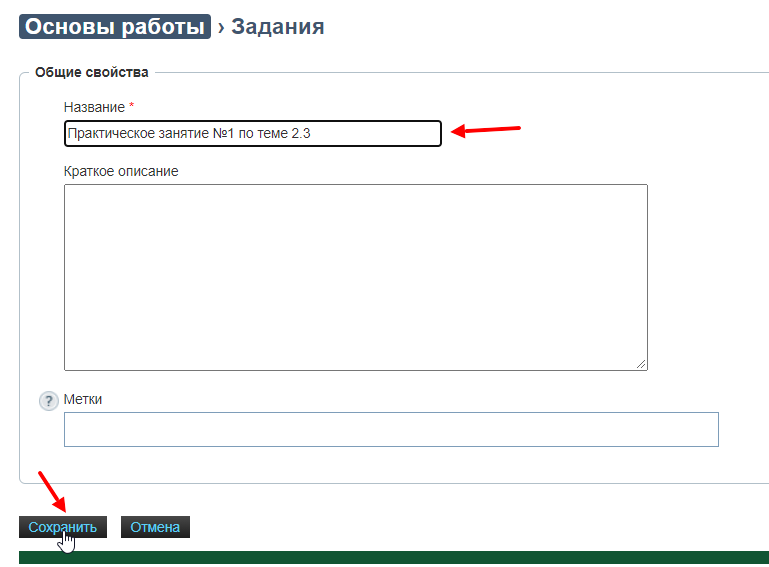 Основы работы › Задания
Общие свойства
Название *
Практическое занятие №1 по теме 2.3
Краткое описание
? Метки
Сохранить Отмена